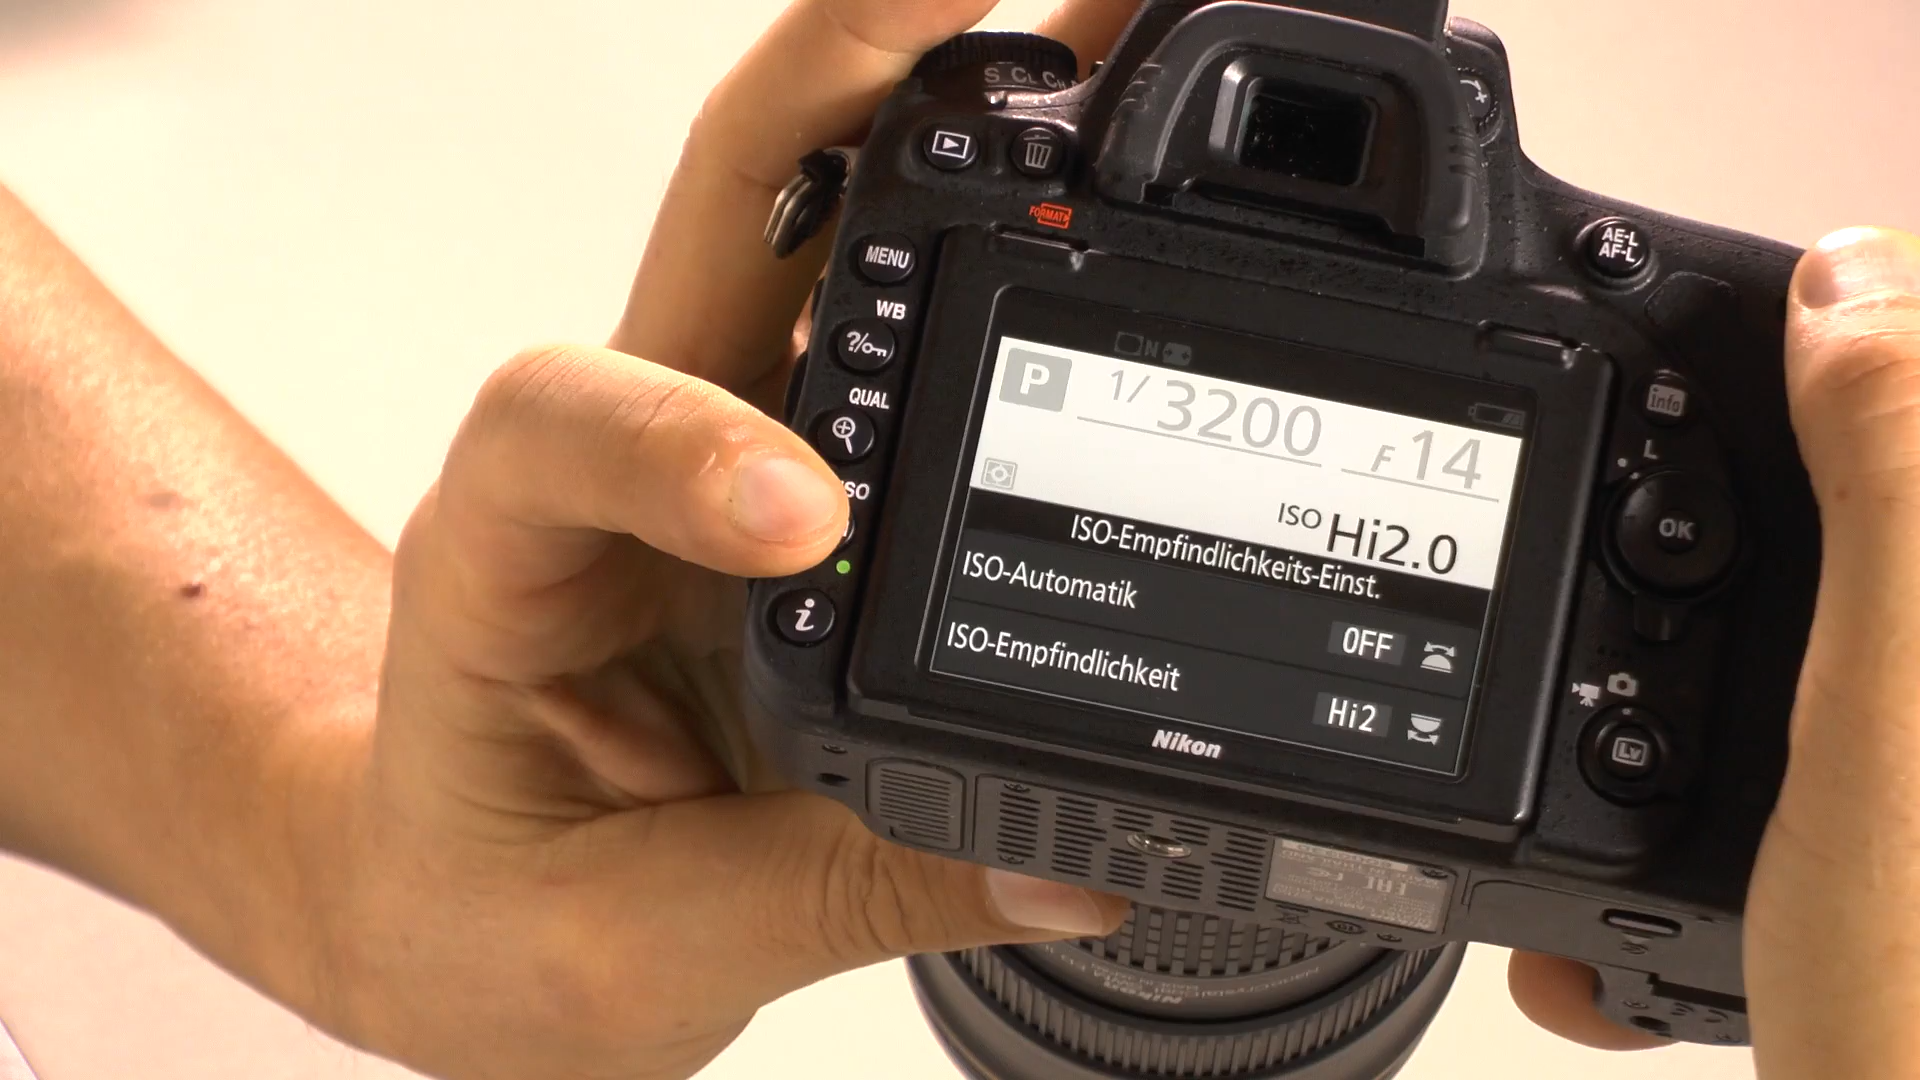 S CL CH
FORMAT
MENU
WB
?/
QUAL
ISO
i
AE-L
AF-L
info
L
OK
Lv
N
P 1/3200 F14
ISO Hi2.0
ISO-Empfindlichkeits-Einst.
ISO-Automatik
OFF
ISO-Empfindlichkeit
Hi2
Nikon
Nikon